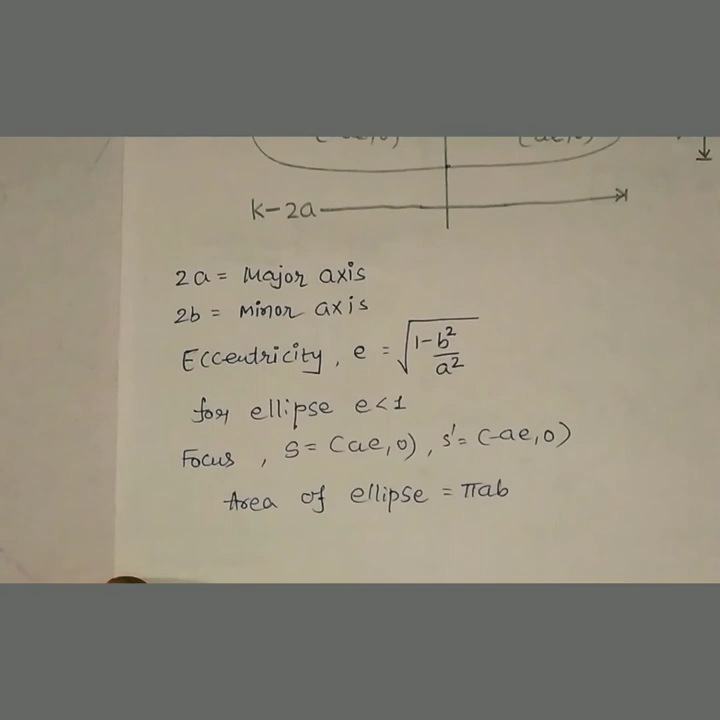 K-2a
2a = Major axis
2b = Minor axis
Eccentricity, e = √1-b²/a²
for ellipse e<1
Focus, S = (ae,0), s' = (-ae,0)
Area of ellipse = πab